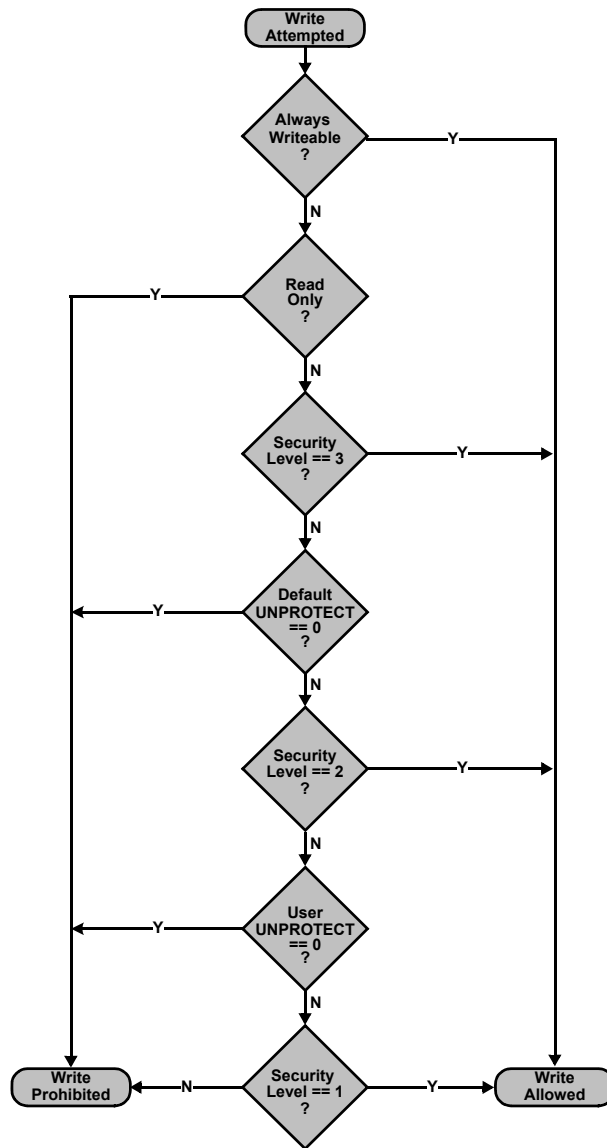 Write
Attempted
Always
Writeable
?
Y
N
Read
Only
?
Y
N
Security
Level == 3
?
Y
N
Default
UNPROTECT
== 0
?
Y
N
Security
Level == 2
?
Y
N
User
UNPROTECT
== 0
?
Y
N
Write
Prohibited
N
Security
Level == 1
?
Y
Write
Allowed